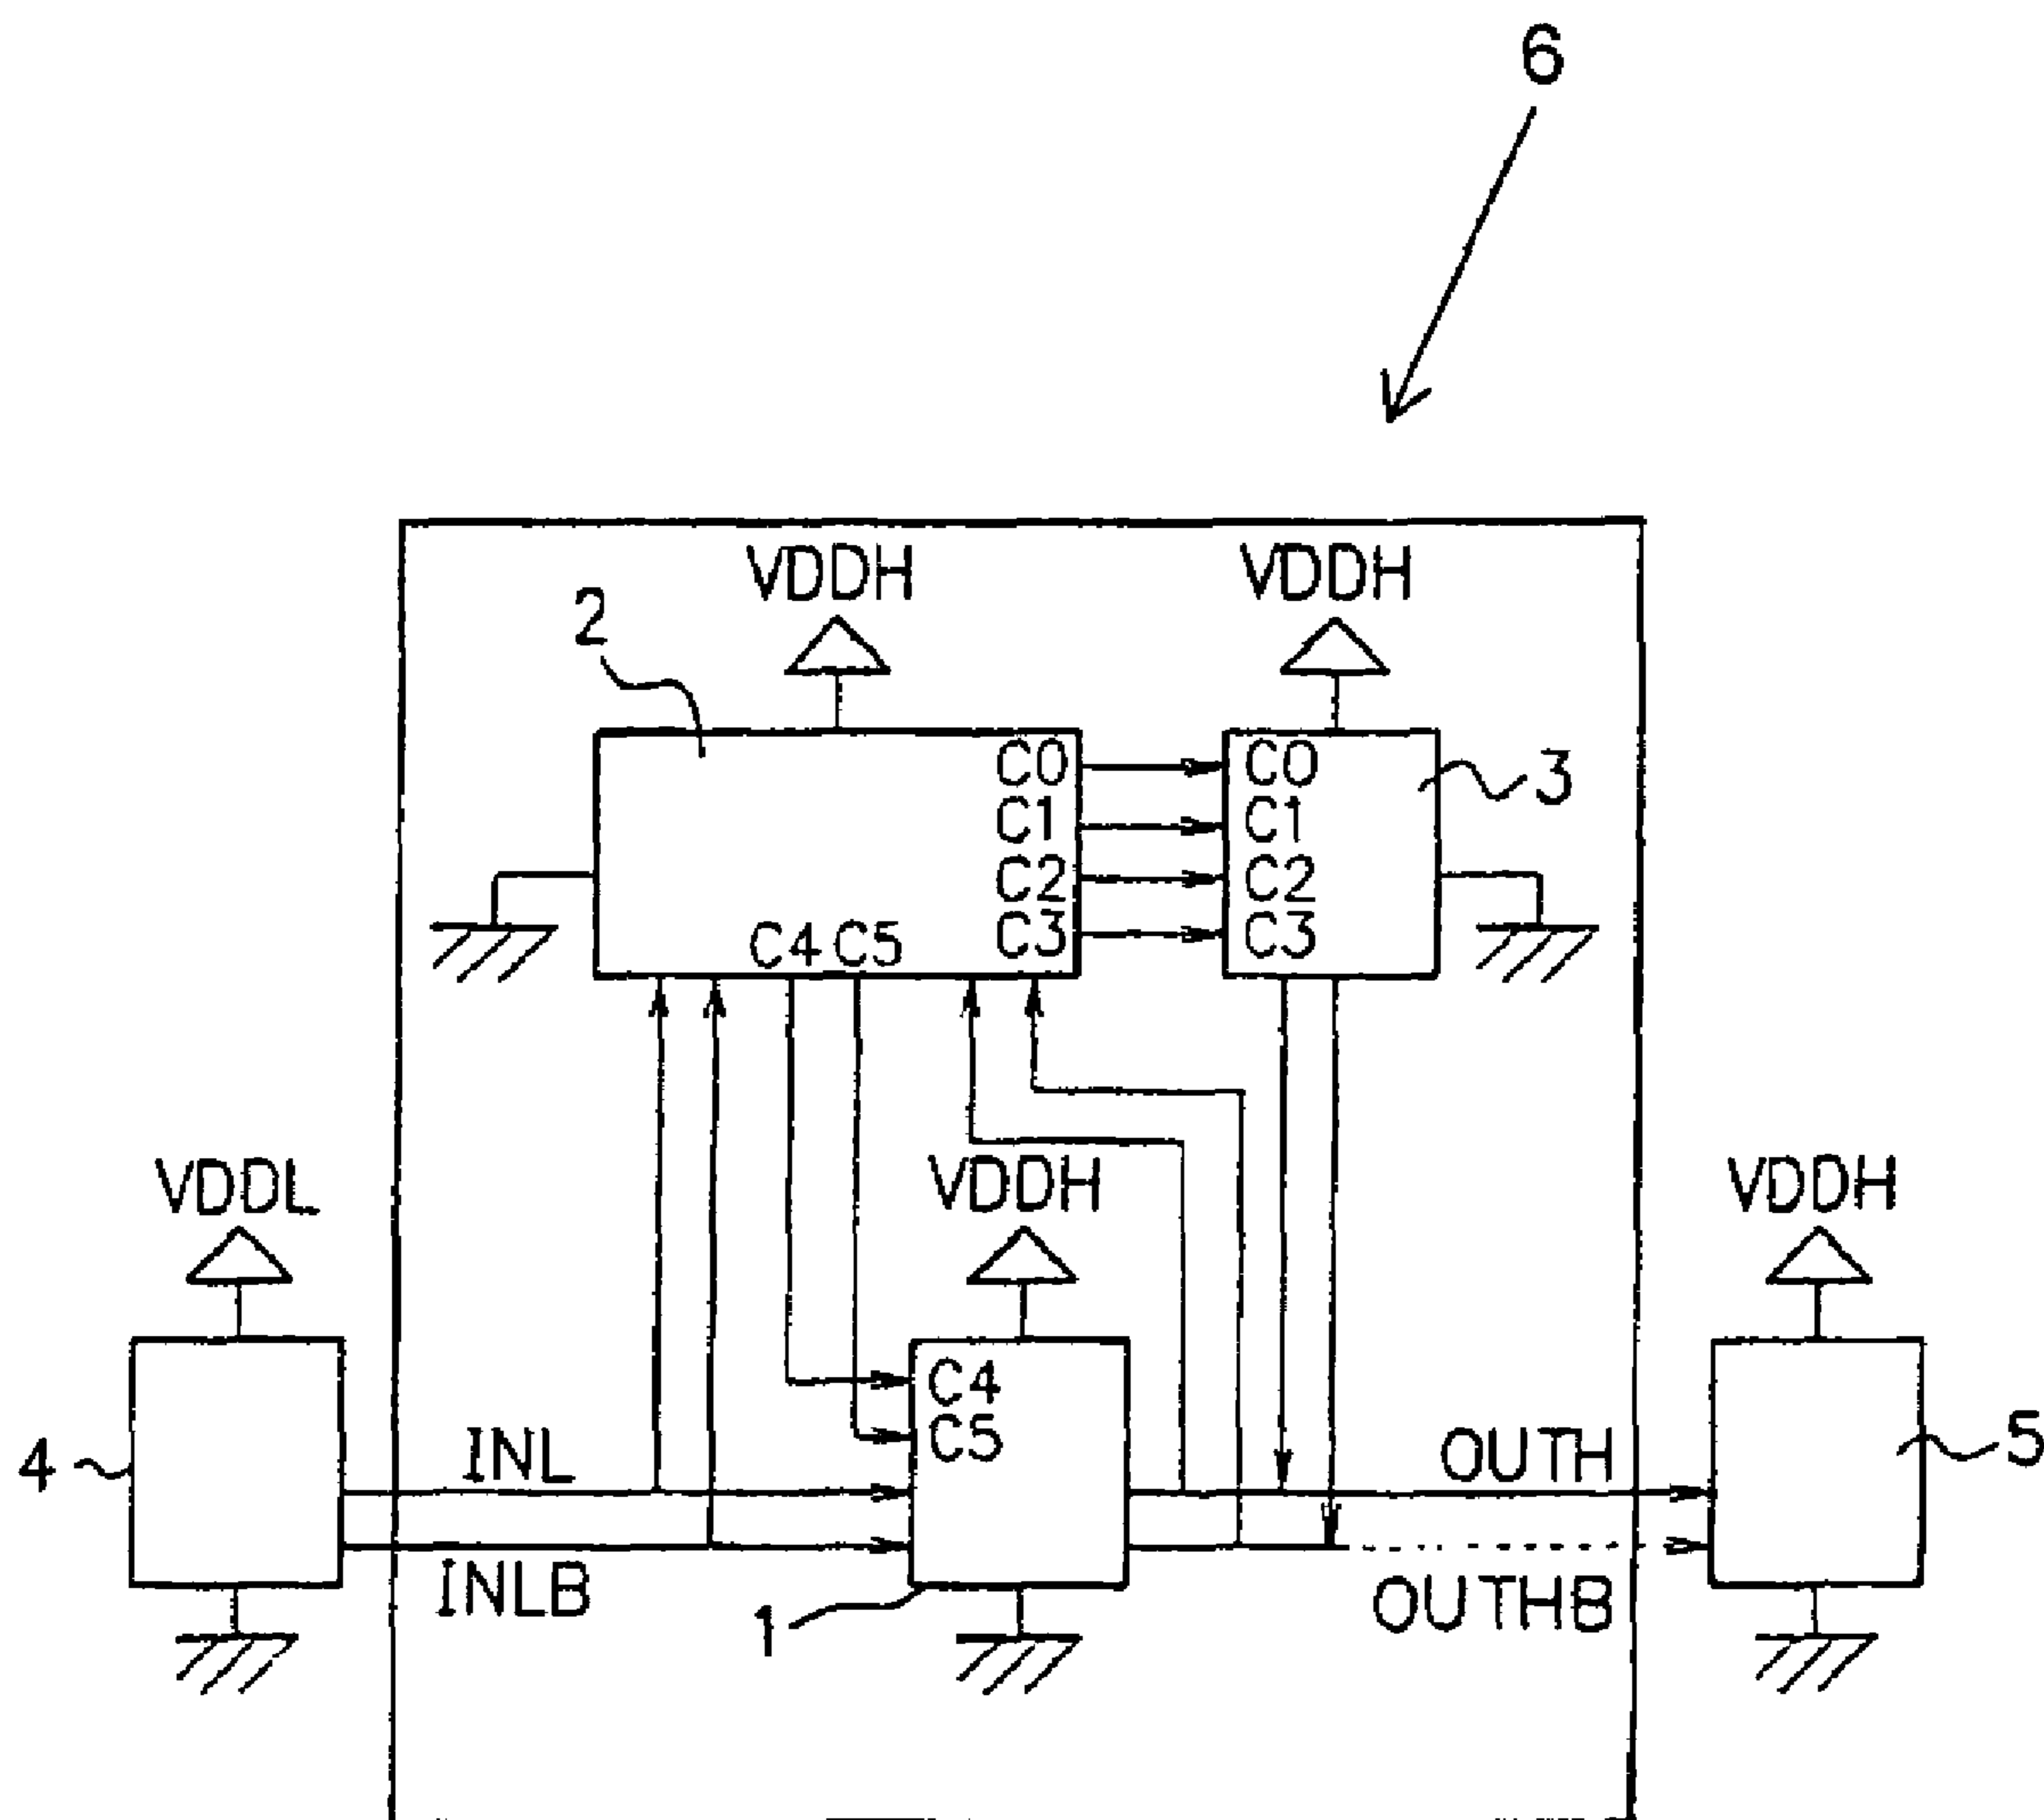 6
VDDH VDDH
2
C0 C0
3
C1 C1
C2 C2
C4 C5 C3 C3
VDDL VDDH VDDH
C4
C5
4 INL OUTH 5
INLB 1 OUTHB